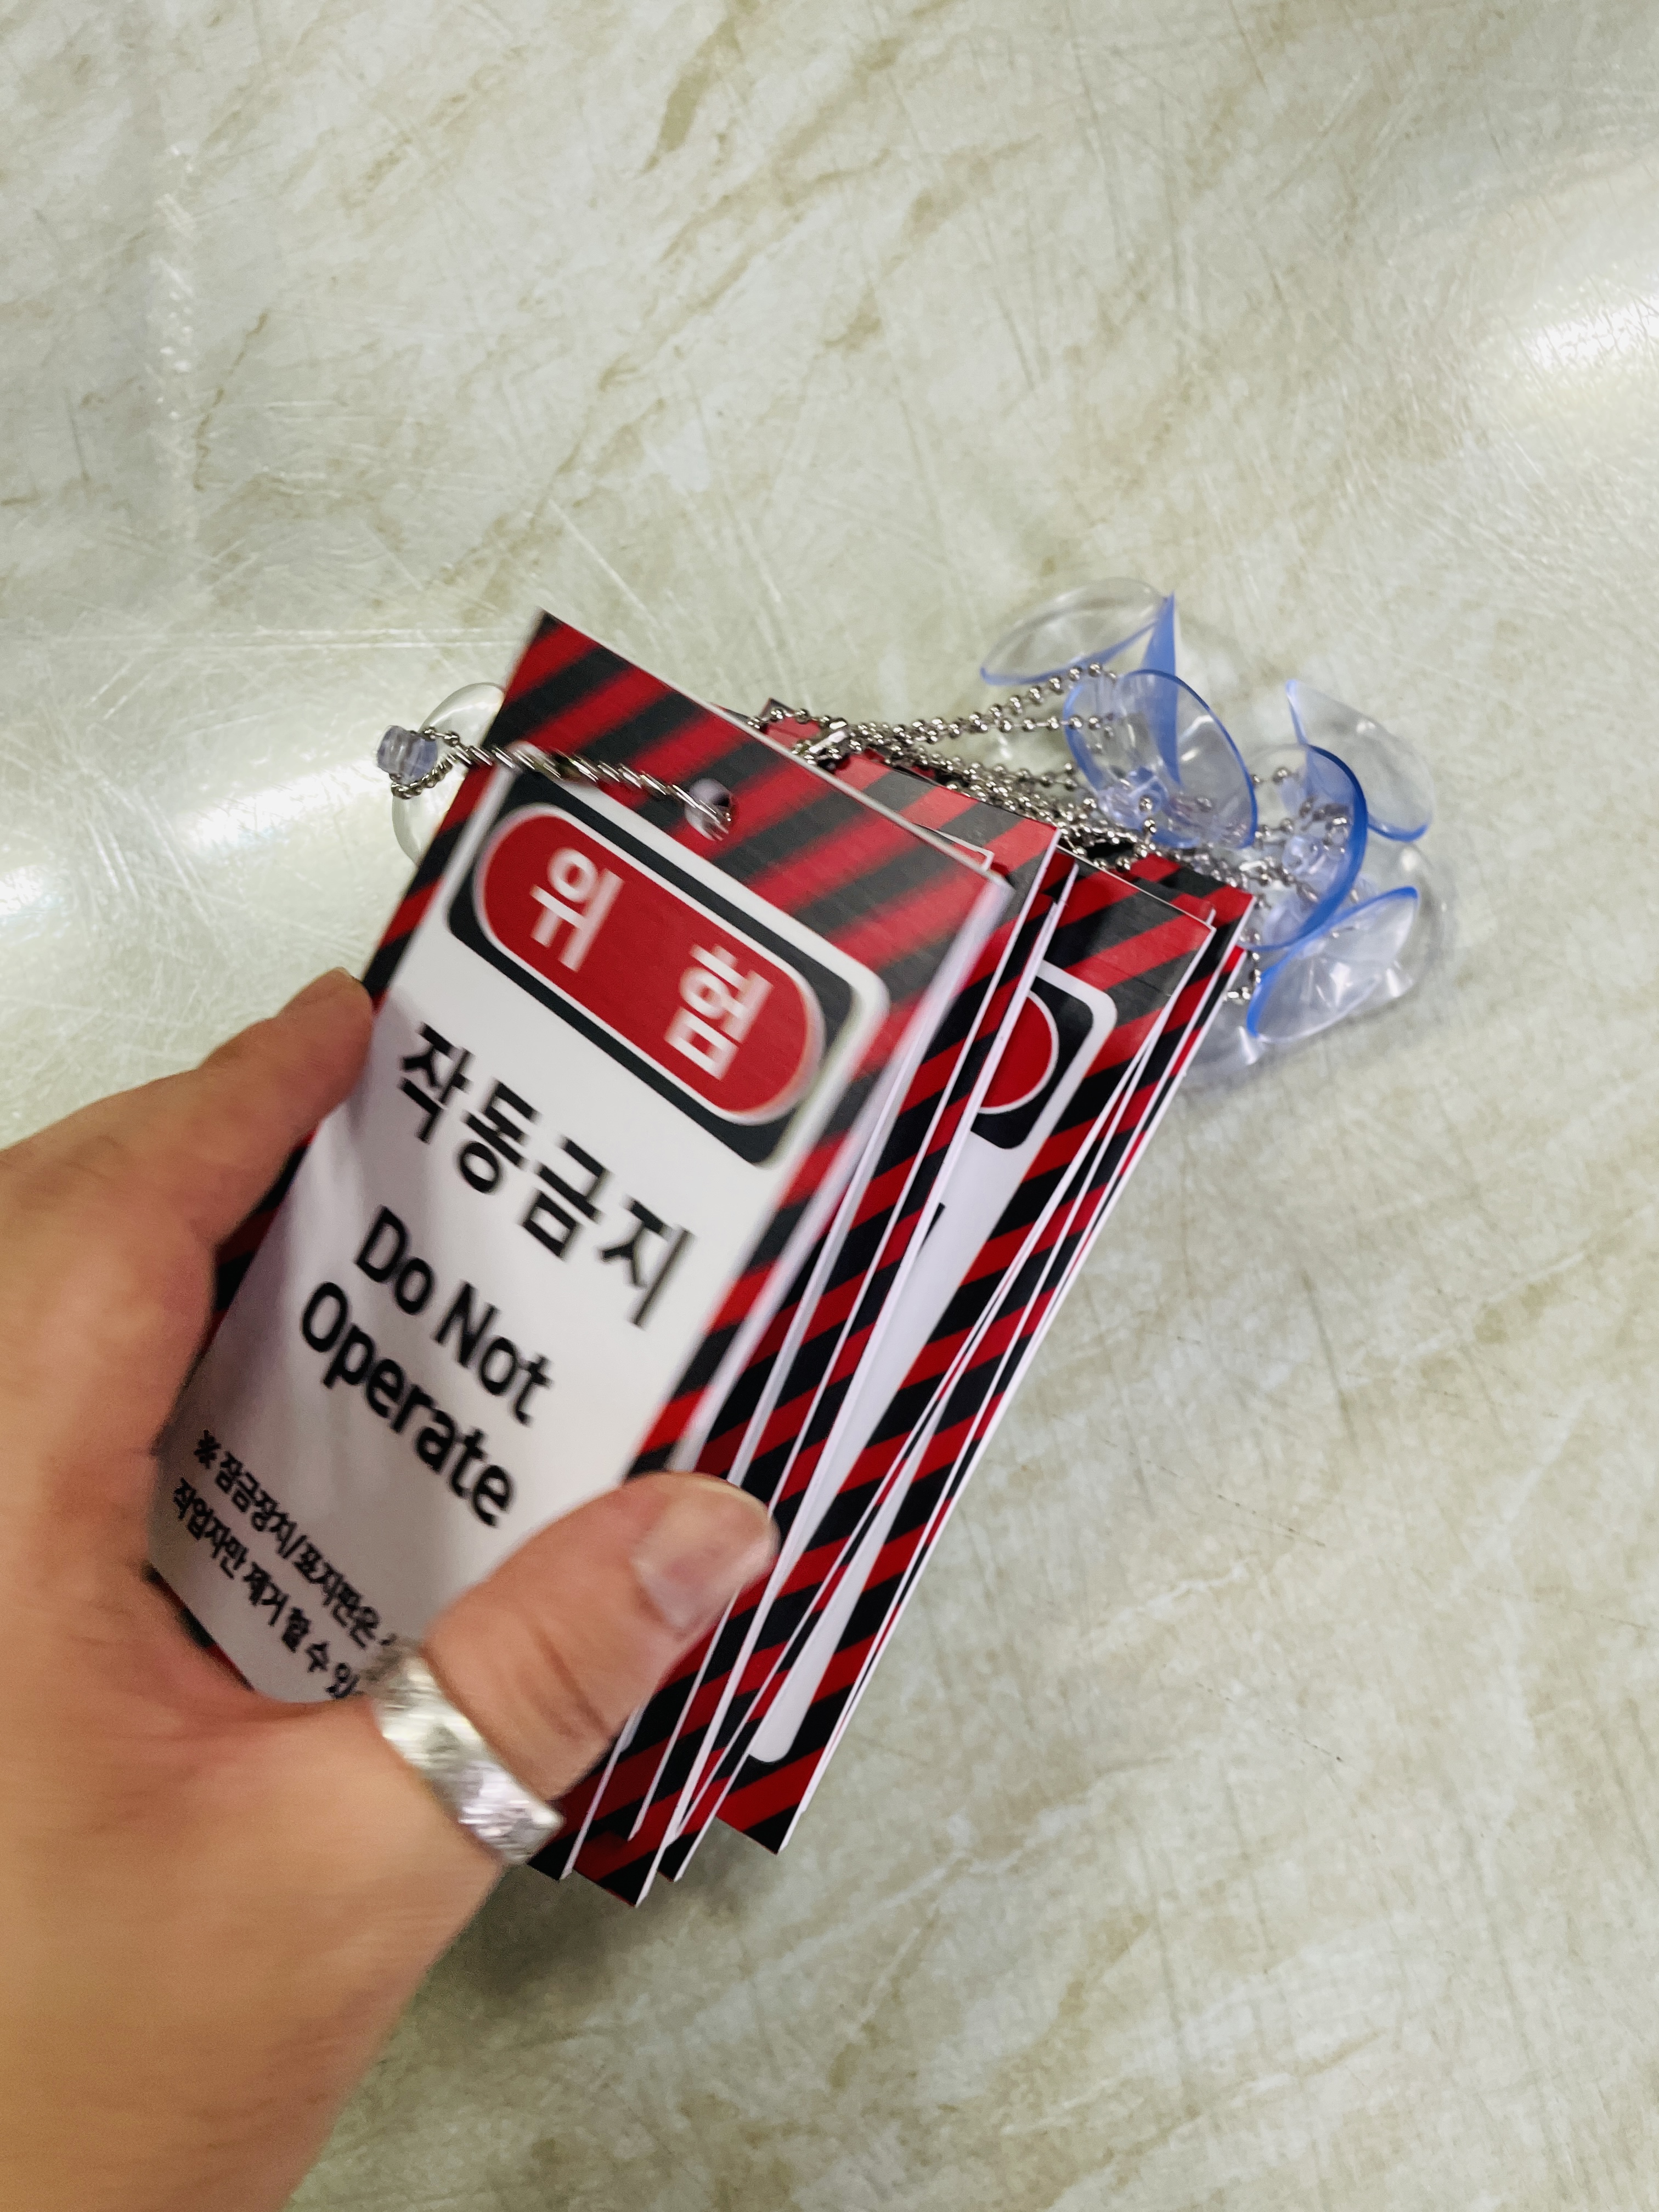 위 험
작동금지
Do Not
Operate
※ 잠금장치/표지판은
작업자만 제거 할 수